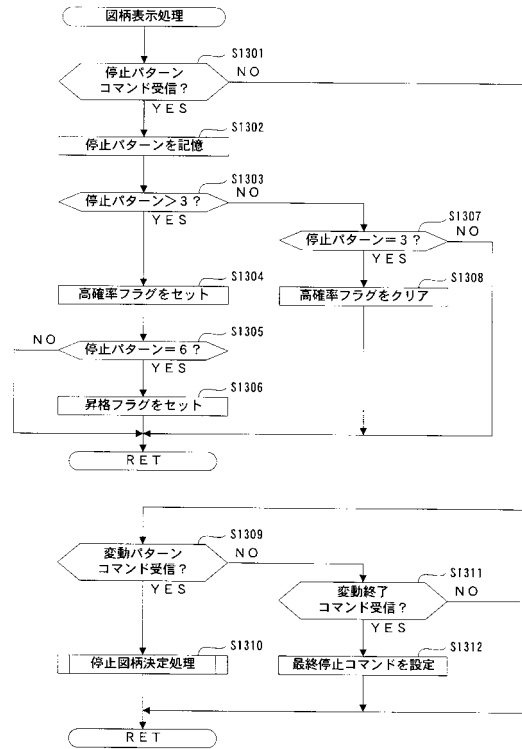 図柄表示処理
S1301
停止パターン
コマンド受信？
NO
YES
S1302
停止パターンを記憶
S1303
停止パターン＞３？
NO
YES
S1307
停止パターン＝３？
NO
YES
S1304
高確率フラグをセット
S1308
高確率フラグをクリア
S1305
NO
停止パターン＝６？
YES
S1306
昇格フラグをセット
RET
S1309
変動パターン
コマンド受信？
NO
YES
S1311
変動終了
コマンド受信？
NO
YES
S1310
停止図柄決定処理
S1312
最終停止コマンドを設定
RET